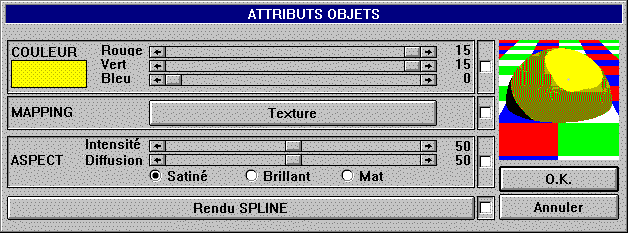 ATTRIBUTS OBJETS
COULEUR
Rouge 15
Vert 15
Bleu 0
MAPPING Texture
ASPECT
Intensité 50
Diffusion 50
Satiné Brillant Mat
Rendu SPLINE
O.K.
Annuler